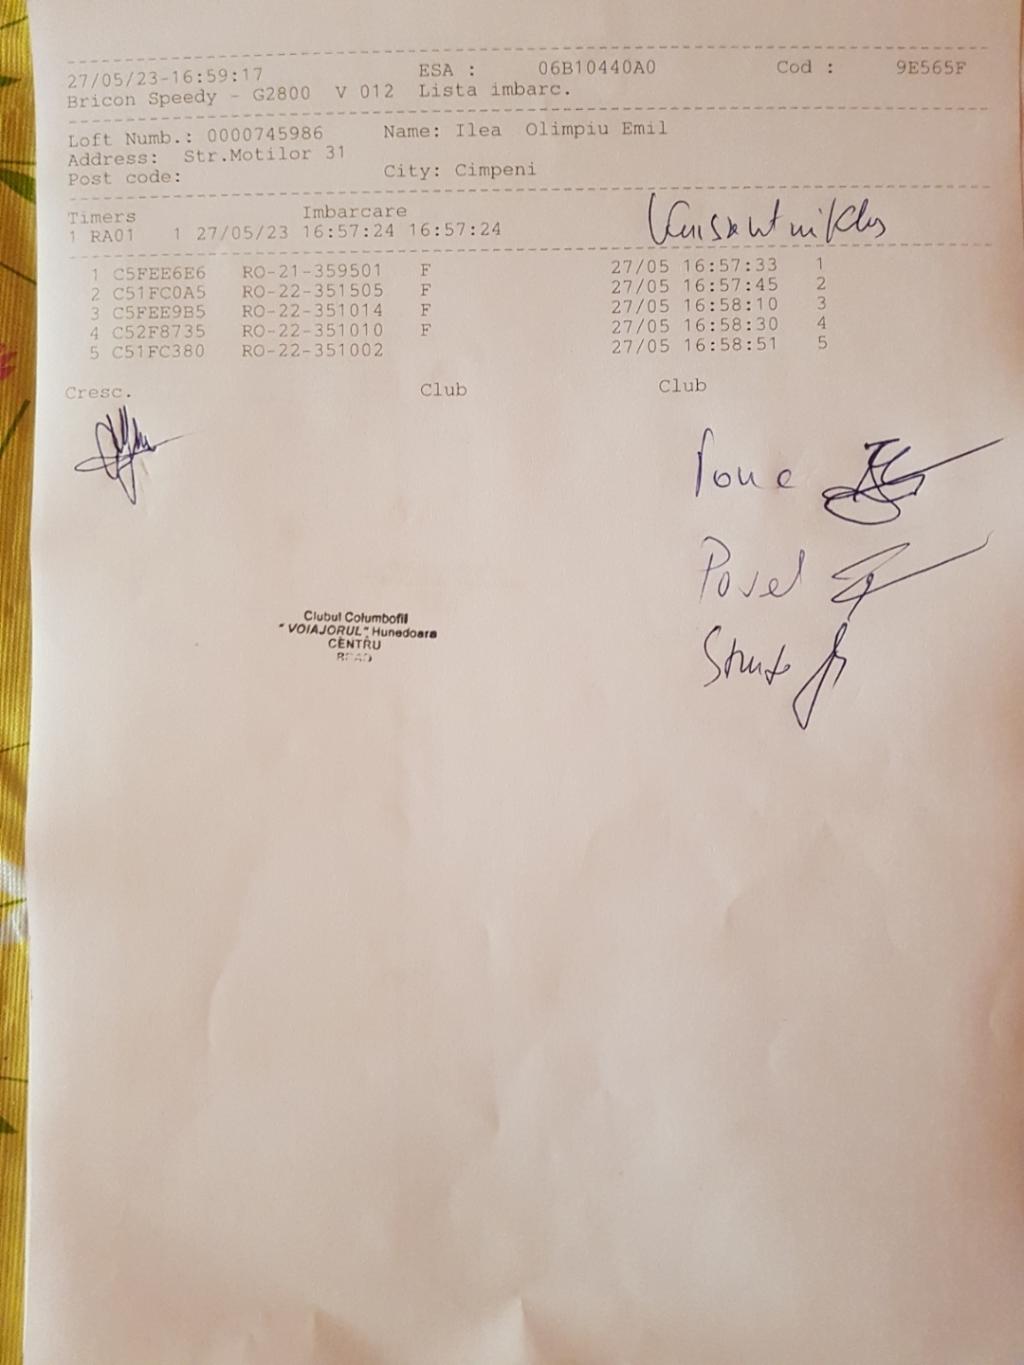 27/05/23-16:59:17 ESA : 06B10440A0 Cod : 9E565F
Bricon Speedy - G2800 V 012 Lista imbarc.
Loft Numb.: 0000745986 Name: Ilea Olimpiu Emil
Address: Str.Motilor 31
Post code: City: Cimpeni
Timers Imbarcare
1 RA01 1 27/05/23 16:57:24 16:57:24
1 C5FEE6E6 RO-21-359501 F 27/05 16:57:33 1
2 C51FC0A5 RO-22-351505 F 27/05 16:57:45 2
3 C5FEE9B5 RO-22-351014 F 27/05 16:58:10 3
4 C52F8735 RO-22-351010 F 27/05 16:58:30 4
5 C51FC380 RO-22-351002 27/05 16:58:51 5
Cresc. Club Club
Pavel
Clubul Columbofil
"VOIAJORUL" Hunedoara
CENTRU